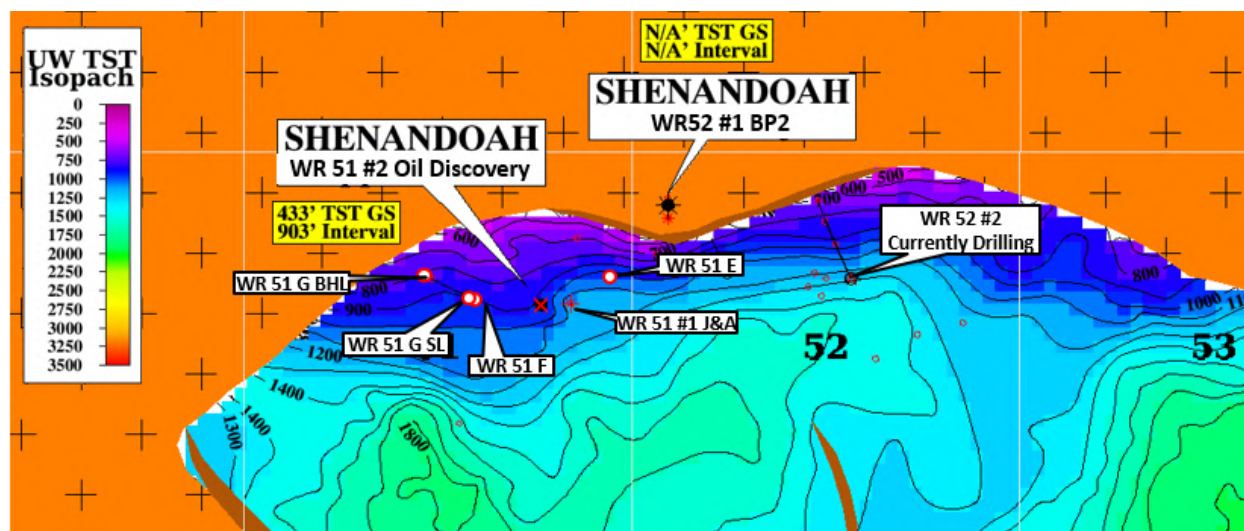 UW TST
Isopach
0
250
500
750
1000
1250
1500
1750
2000
2250
2500
2750
3000
3250
3500
N/A' TST GS
N/A' Interval
SHENANDOAH
WR52 #1 BP2
SHENANDOAH
WR 51 #2 Oil Discovery
433' TST GS
903' Interval
WR 51 G BHL
WR 51 G SL
WR 51 F
WR 51 E
WR 51 #1 J&A
WR 52 #2
Currently Drilling
52
53
600
700
600
500
700
800
900
800
1000
1200
1400
1400
1300
1800